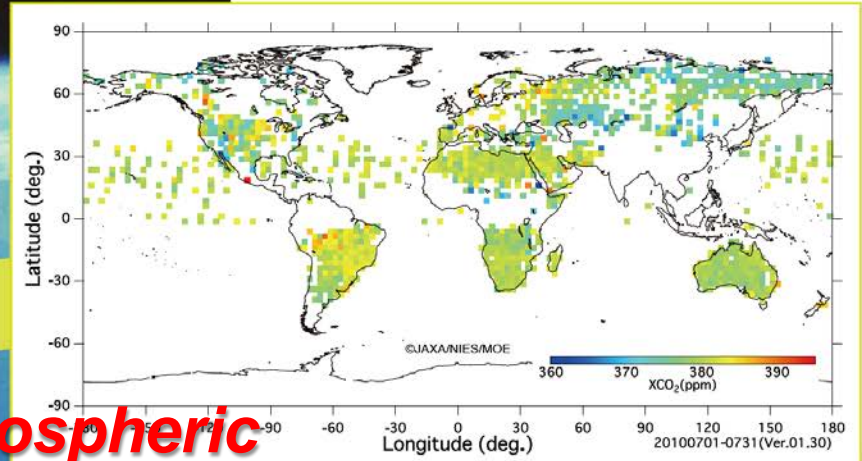 90
60
30
0
-30
-60
-90
Latitude (deg.)
©JAXA/NIES/MOE
360 370 380 390
XCO₂(ppm)
-120 -90 -60 -30 0 30 60 90 120 150 180
ospheric
Longitude (deg.)
20100701-0731(Ver.01.30)